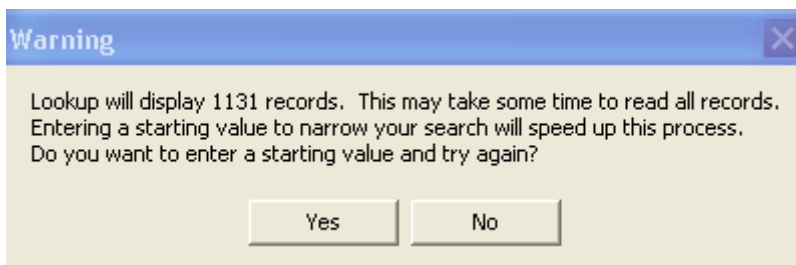 Warning
Lookup will display 1131 records.  This may take some time to read all records.
Entering a starting value to narrow your search will speed up this process.
Do you want to enter a starting value and try again?
Yes
No